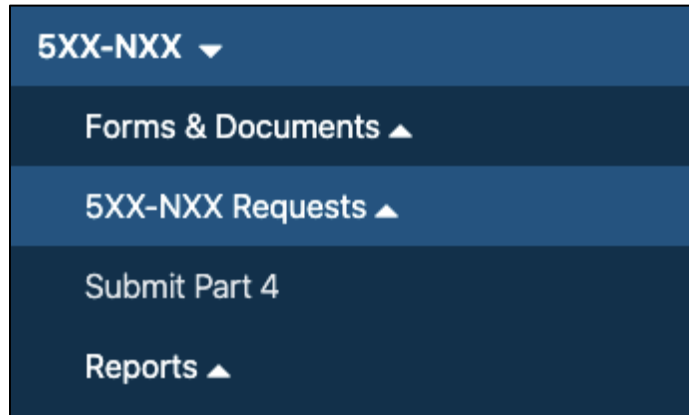 5XX-NXX
Forms & Documents
5XX-NXX Requests
Submit Part 4
Reports